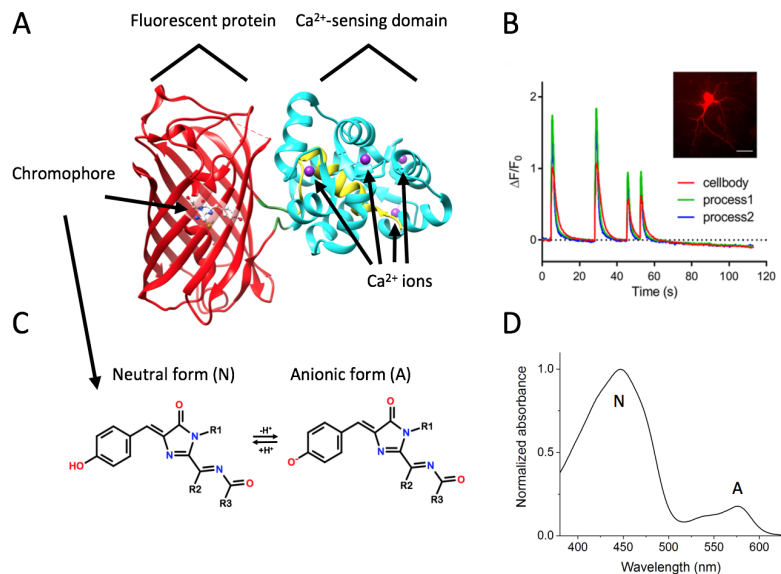 A
Fluorescent protein
Ca²⁺-sensing domain
Chromophore
Ca²⁺ ions
B
ΔF/F₀
2
1
0
cellbody
process1
process2
0 20 40 60 80 100 120
Time (s)
C
Neutral form (N)
Anionic form (A)
O
N
R1
HO
N
N
R2
O
R3
-H⁺
+H⁺
O
N
R1
O⁻
N
N
R2
O
R3
D
Normalized absorbance
1.0
0.5
0.0
N
A
400 450 500 550 600
Wavelength (nm)